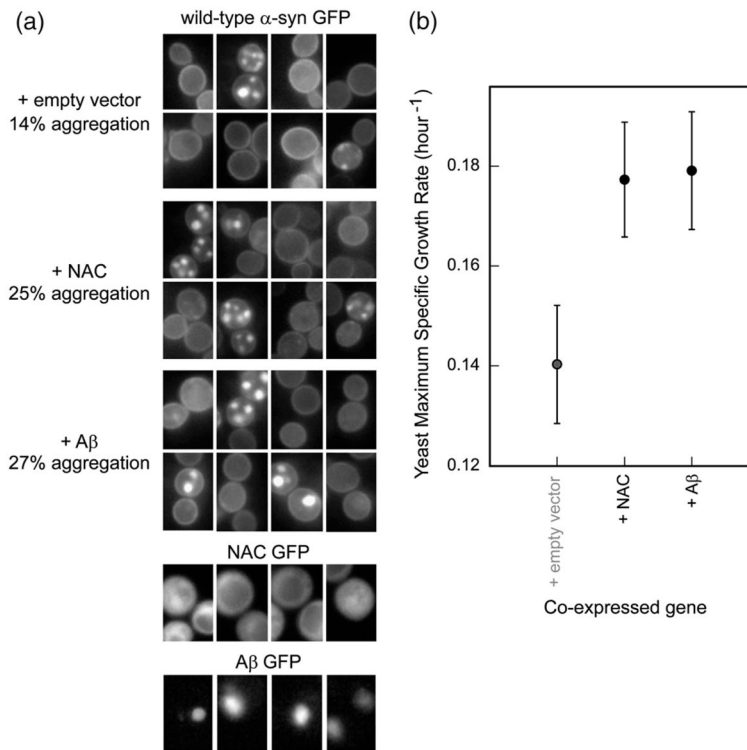 (a)
wild-type α-syn GFP
+ empty vector
14% aggregation
+ NAC
25% aggregation
+ Aβ
27% aggregation
NAC GFP
Aβ GFP
(b)
Yeast Maximum Specific Growth Rate (hour⁻¹)
0.18
0.16
0.14
0.12
+ empty vector
+ NAC
+ Aβ
Co-expressed gene